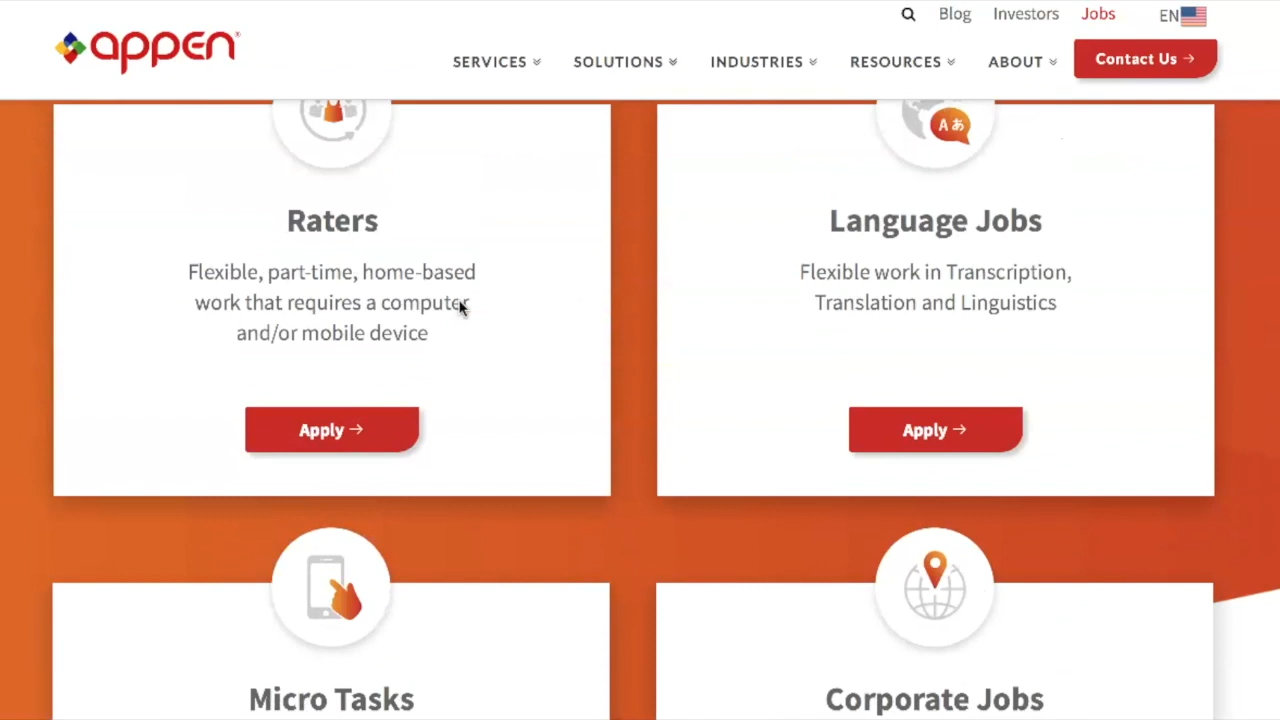 Blog
Investors
Jobs
EN
appen
SERVICES
SOLUTIONS
INDUSTRIES
RESOURCES
ABOUT
Contact Us →
A あ
Raters
Flexible, part-time, home-based
work that requires a computer
and/or mobile device
Apply →
Language Jobs
Flexible work in Transcription,
Translation and Linguistics
Apply →
Micro Tasks
Corporate Jobs